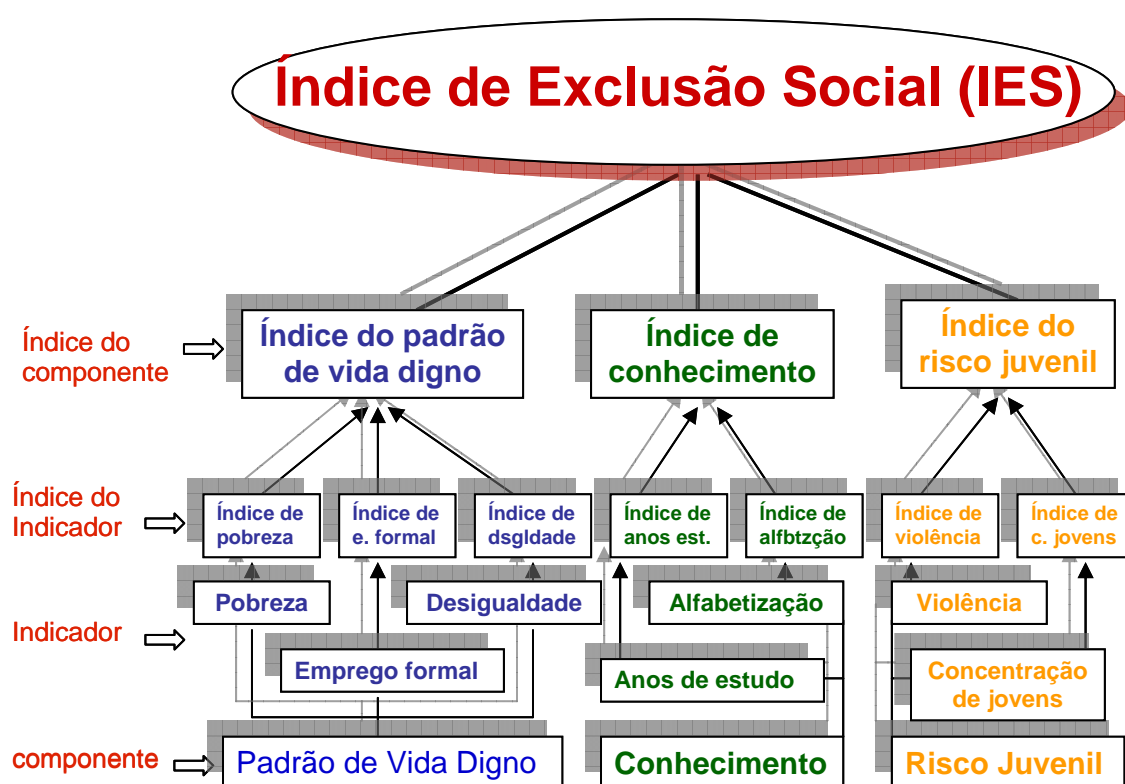 Índice de Exclusão Social (IES)
Índice do
componente
Índice do padrão
de vida digno
Índice de
conhecimento
Índice do
risco juvenil
Índice do
Indicador
Índice de
pobreza
Índice de
e. formal
Índice de
dsgldade
Índice de
anos est.
Índice de
alfbtzção
Índice de
violência
Índice de
c. jovens
Indicador
Pobreza
Desigualdade
Alfabetização
Violência
Emprego formal
Anos de estudo
Concentração
de jovens
componente
Padrão de Vida Digno
Conhecimento
Risco Juvenil